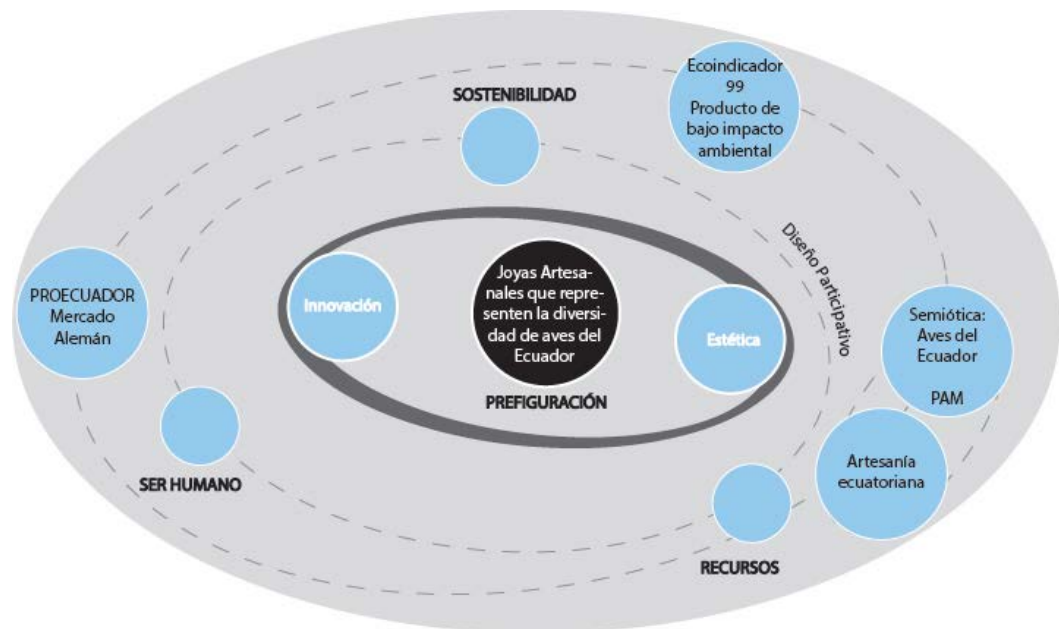 Ecoindicador
99
Producto de
bajo impacto
ambiental
SOSTENIBILIDAD
Diseño Participativo
PROECUADOR
Mercado
Alemán
Innovación
Joyas Artesa-
nales que repre-
senten la diversi-
dad de aves del
Ecuador
Estética
PREFIGURACIÓN
Semiótica:
Aves del
Ecuador
PAM
Artesanía
ecuatoriana
SER HUMANO
RECURSOS